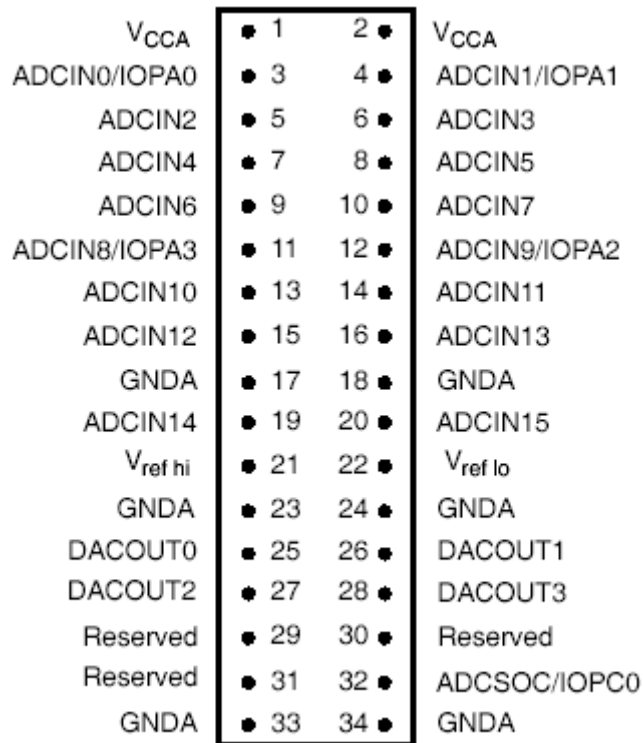 VCCA 1 2 VCCA
ADCIN0/IOPA0 3 4 ADCIN1/IOPA1
ADCIN2 5 6 ADCIN3
ADCIN4 7 8 ADCIN5
ADCIN6 9 10 ADCIN7
ADCIN8/IOPA3 11 12 ADCIN9/IOPA2
ADCIN10 13 14 ADCIN11
ADCIN12 15 16 ADCIN13
GNDA 17 18 GNDA
ADCIN14 19 20 ADCIN15
Vref hi 21 22 Vref lo
GNDA 23 24 GNDA
DACOUT0 25 26 DACOUT1
DACOUT2 27 28 DACOUT3
Reserved 29 30 Reserved
Reserved 31 32 ADCSOC/IOPC0
GNDA 33 34 GNDA